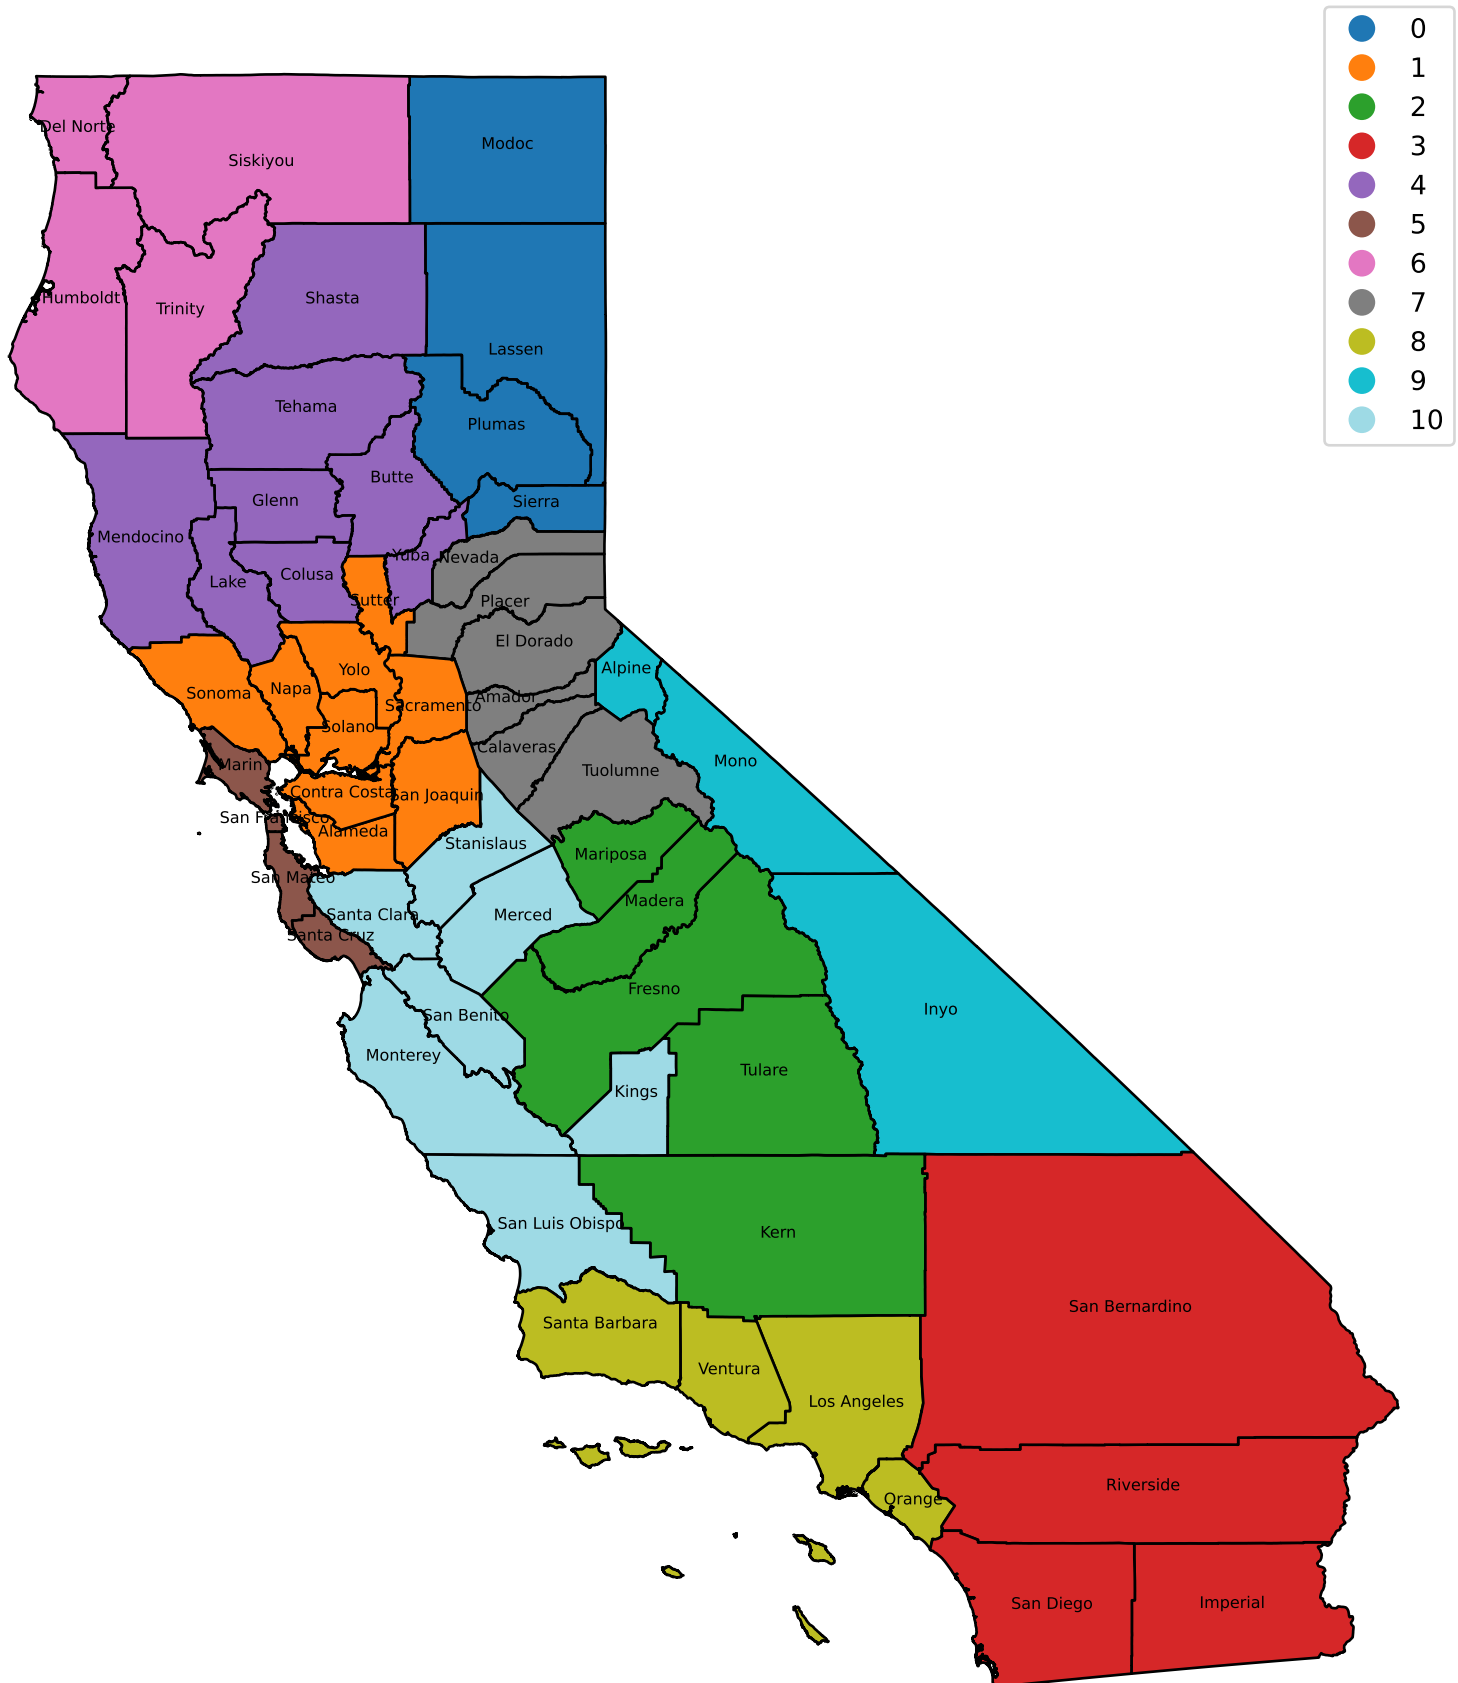 0
1
2
3
4
5
6
7
8
9
10
Del Norte
Siskiyou
Modoc
Humboldt
Trinity
Shasta
Lassen
Tehama
Plumas
Butte
Glenn
Sierra
Mendocino
Lake
Colusa
Yuba
Nevada
Sutter
Placer
El Dorado
Yolo
Alpine
Sonoma
Napa
Amador
Sacramento
Solano
Calaveras
Mono
Marin
Tuolumne
Contra Costa
San Joaquin
San Francisco
Alameda
Stanislaus
Mariposa
San Mateo
Madera
Santa Clara
Merced
Santa Cruz
Fresno
San Benito
Inyo
Monterey
Tulare
Kings
San Luis Obispo
Kern
San Bernardino
Santa Barbara
Ventura
Los Angeles
Riverside
Orange
San Diego
Imperial